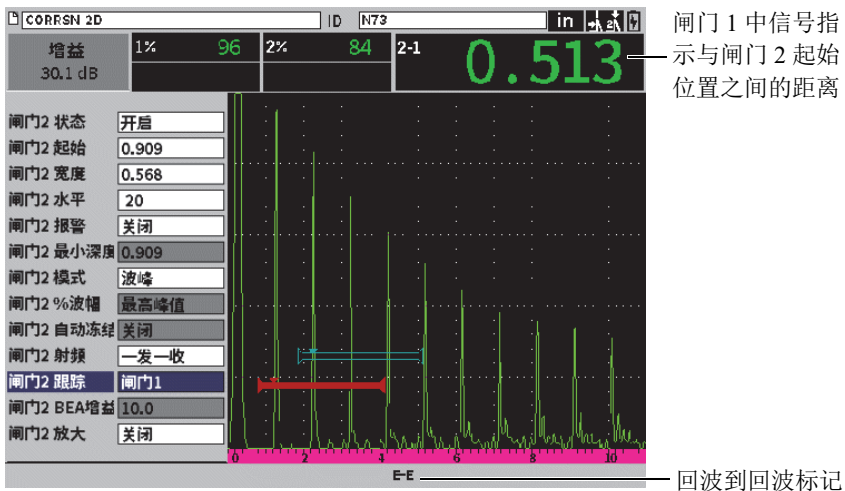 CORRSN 2D ID N73 in
增益 1% 96 2% 84 2-1 0.513
30.1 dB
闸门 1 中信号指
示与闸门 2 起始
位置之间的距离
闸门2 状态 开启
闸门2 起始 0.909
闸门2 宽度 0.568
闸门2 水平 20
闸门2 报警 关闭
闸门2 最小深度 0.909
闸门2 模式 波峰
闸门2 %波幅 最高峰值
闸门2 自动冻结 关闭
闸门2 射频 一发一收
闸门2 跟踪 闸门1
闸门2 BEA增益 10.0
闸门2 放大 关闭
0 2 4 6 8 10
E-E
回波到回波标记